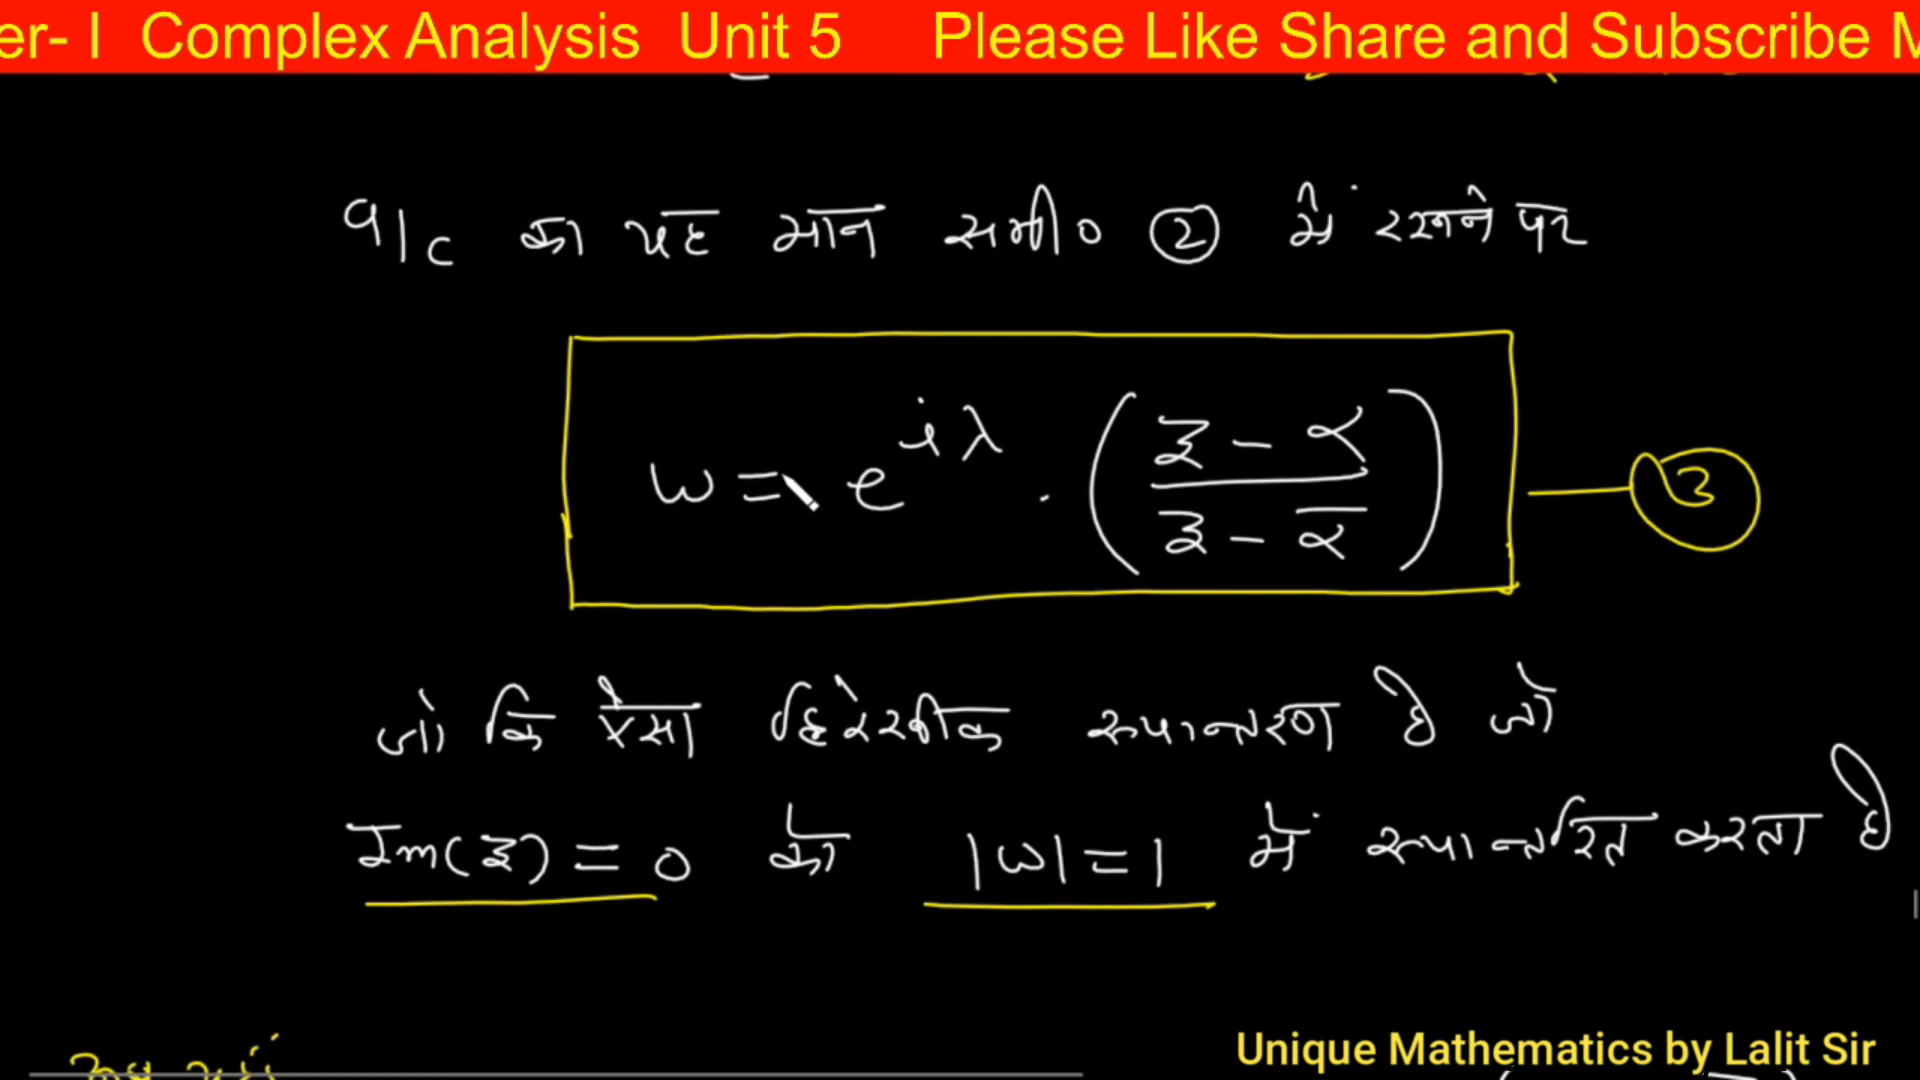 er- I Complex Analysis Unit 5 Please Like Share and Subscribe M
a/c का यह मान समी० ② में रखने पर
w = e^{iλ} · ( (z - α) / (z - ᾱ) ) — ③
जो कि ऐसा द्विरेखीक रूपान्तरण है जो
Im(z) = 0 को |w| = 1 में रूपान्तरित करता है
Unique Mathematics by Lalit Sir